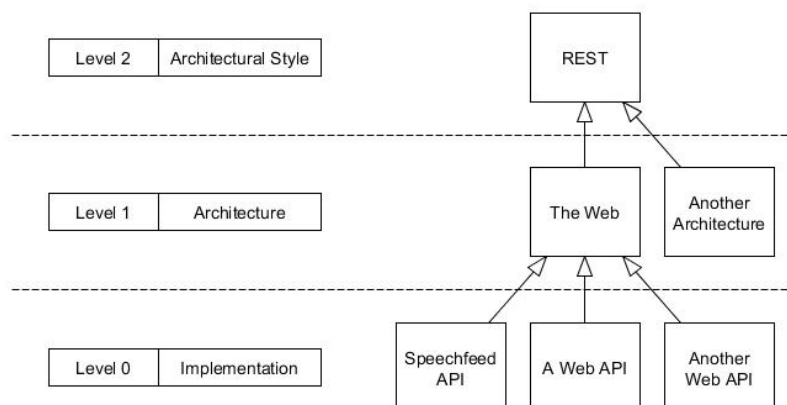 Level 2 Architectural Style REST
Level 1 Architecture The Web Another
Architecture
Level 0 Implementation Speechfeed
API A Web API Another
Web API